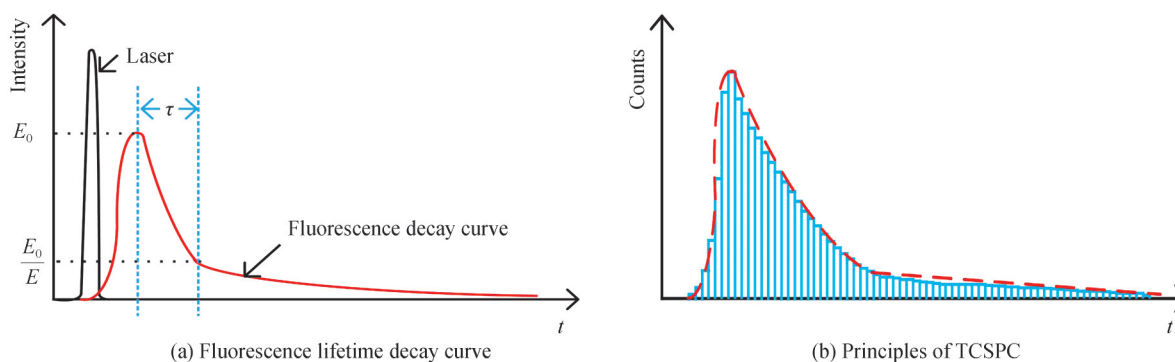 Intensity
Laser
τ
E₀
Fluorescence decay curve
E₀
E
t
(a) Fluorescence lifetime decay curve
Counts
t
(b) Principles of TCSPC